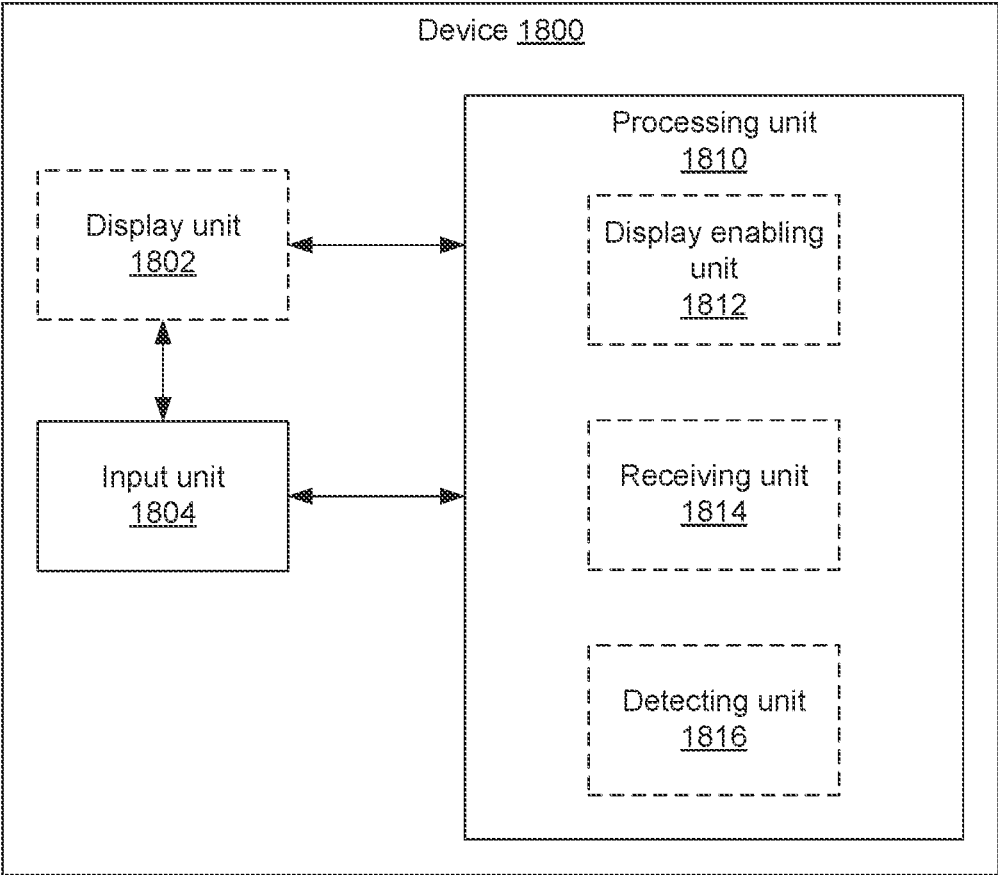 Device 1800
Processing unit
1810
Display unit
1802
Display enabling
unit
1812
Input unit
1804
Receiving unit
1814
Detecting unit
1816